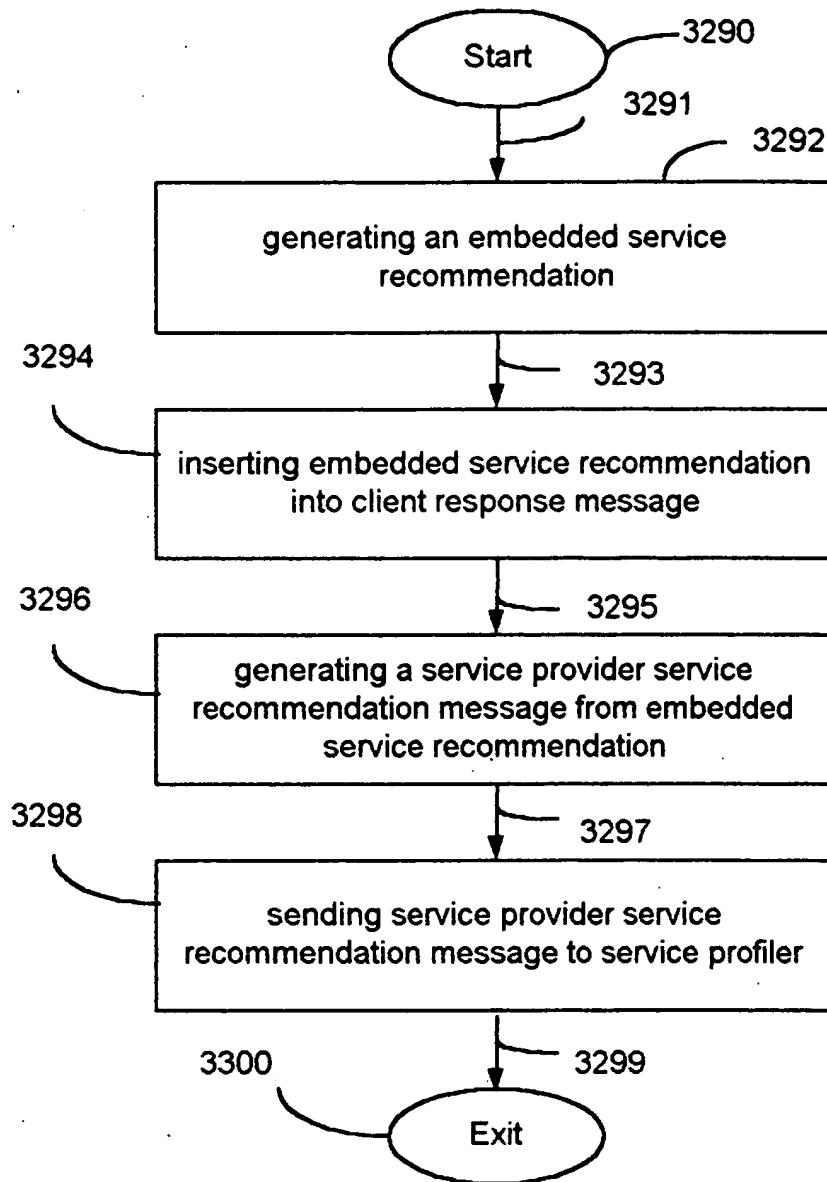 Start
3290
3291
3292
generating an embedded service
recommendation
3293
3294
inserting embedded service recommendation
into client response message
3295
3296
generating a service provider service
recommendation message from embedded
service recommendation
3297
3298
sending service provider service
recommendation message to service profiler
3299
3300
Exit